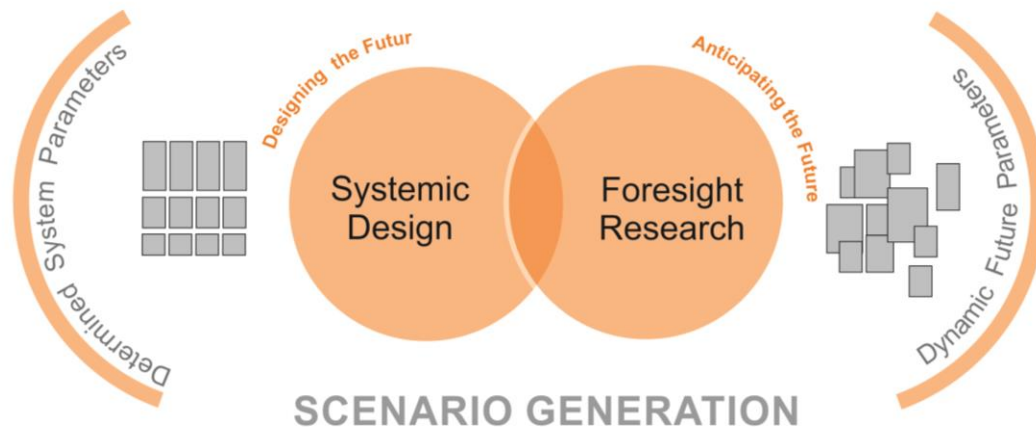 Determined System Parameters
Designing the Futur
Systemic
Design
Foresight
Research
Anticipating the Future
Dynamic Future Parameters
SCENARIO GENERATION